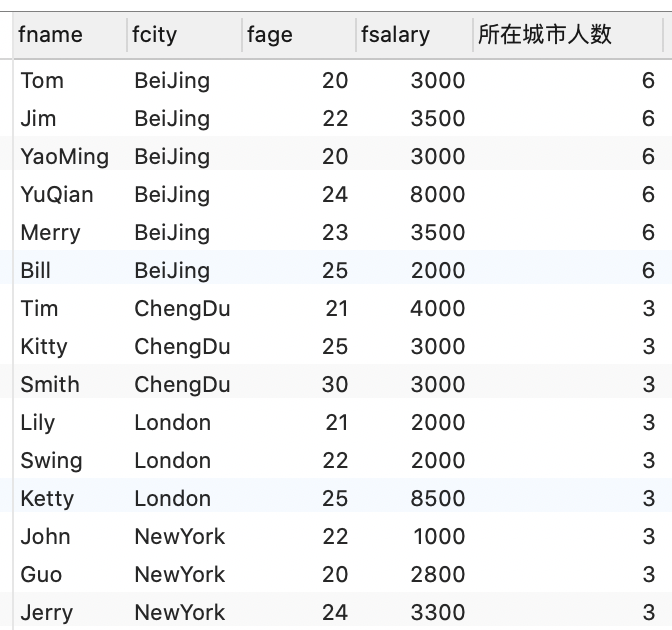 fname fcity fage fsalary 所在城市人数
Tom BeiJing 20 3000 6
Jim BeiJing 22 3500 6
YaoMing BeiJing 20 3000 6
YuQian BeiJing 24 8000 6
Merry BeiJing 23 3500 6
Bill BeiJing 25 2000 6
Tim ChengDu 21 4000 3
Kitty ChengDu 25 3000 3
Smith ChengDu 30 3000 3
Lily London 21 2000 3
Swing London 22 2000 3
Ketty London 25 8500 3
John NewYork 22 1000 3
Guo NewYork 20 2800 3
Jerry NewYork 24 3300 3